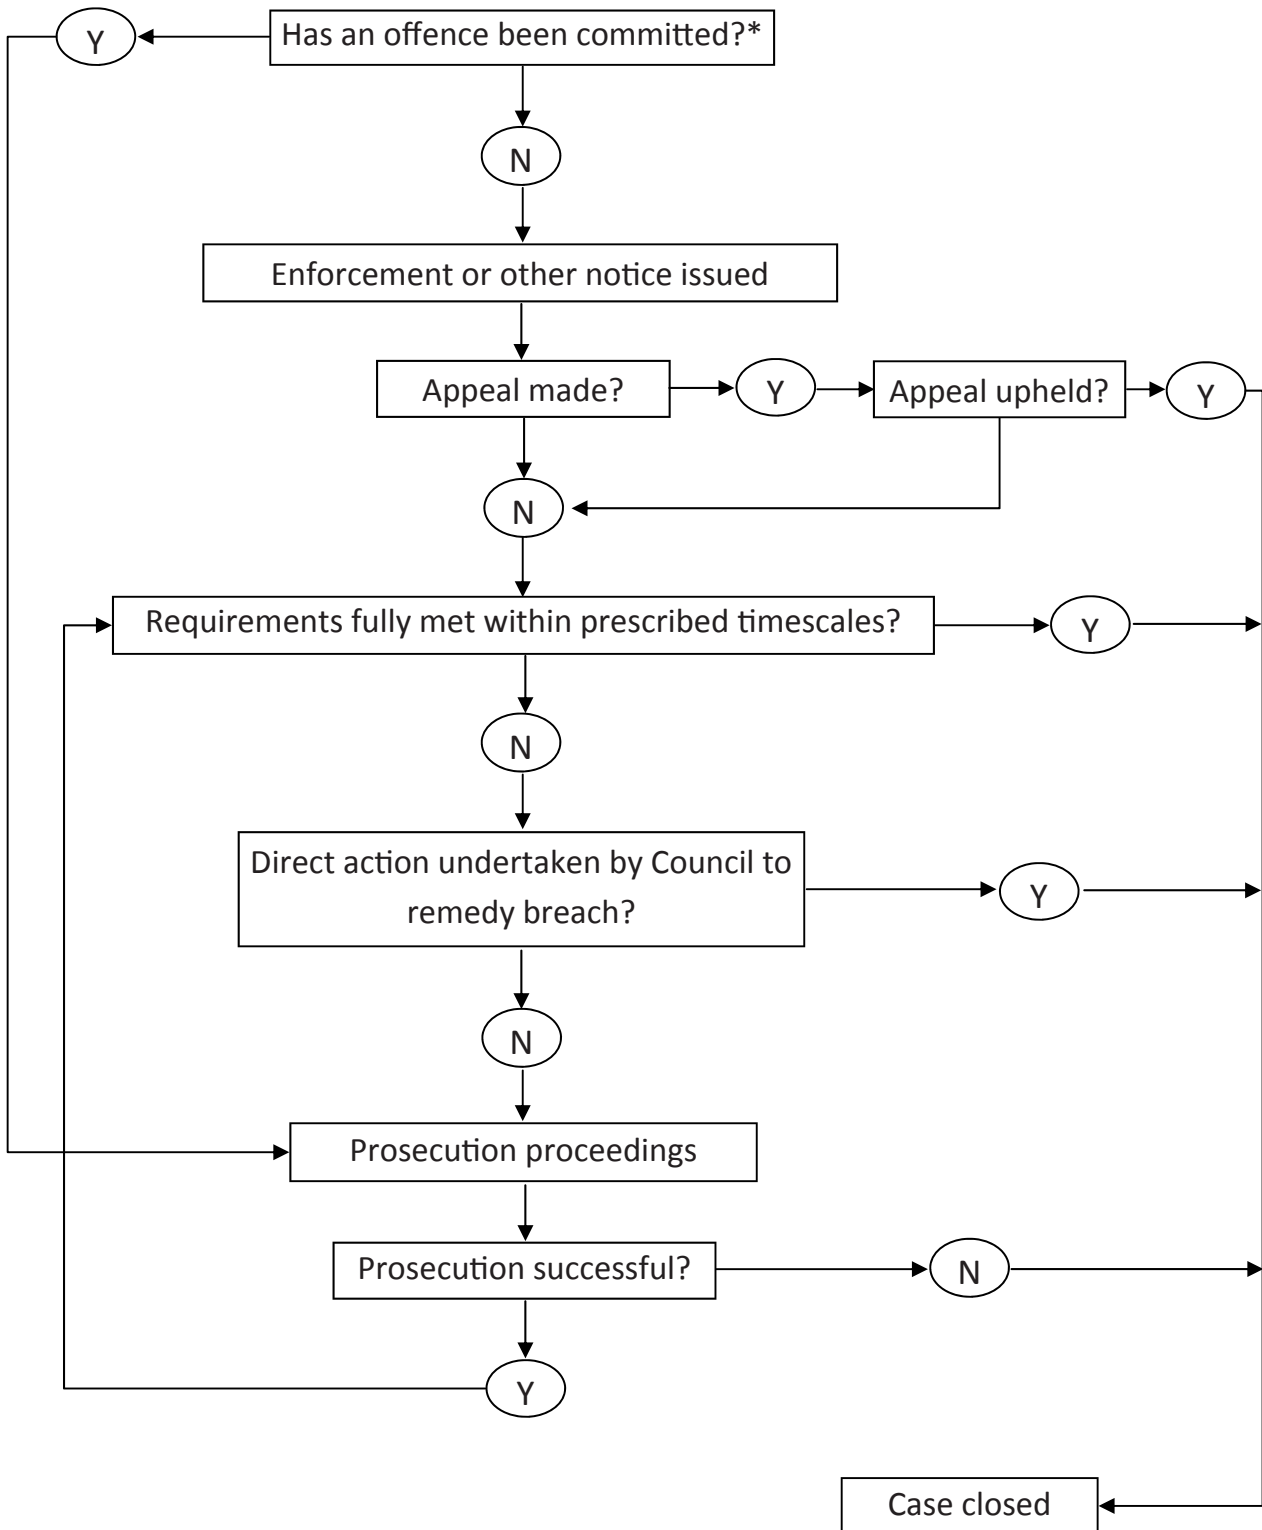 Y
Has an offence been committed?*
N
Enforcement or other notice issued
Appeal made?
Y
Appeal upheld?
Y
N
Requirements fully met within prescribed timescales?
Y
N
Direct action undertaken by Council to
remedy breach?
Y
N
Prosecution proceedings
Prosecution successful?
N
Y
Case closed